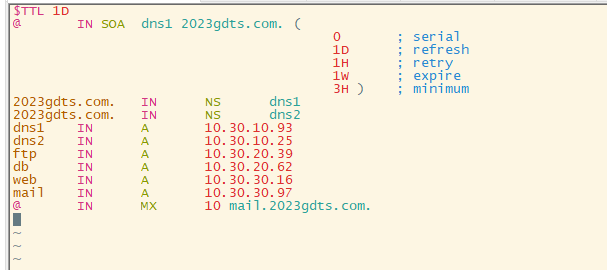 $TTL 1D
@ IN SOA dns1 2023gdts.com. (
0 ; serial
1D ; refresh
1H ; retry
1W ; expire
3H ) ; minimum
2023gdts.com. IN NS dns1
2023gdts.com. IN NS dns2
dns1 IN A 10.30.10.93
dns2 IN A 10.30.10.25
ftp IN A 10.30.20.39
db IN A 10.30.20.62
web IN A 10.30.30.16
mail IN A 10.30.30.97
@ IN MX 10 mail.2023gdts.com.
~
~
~